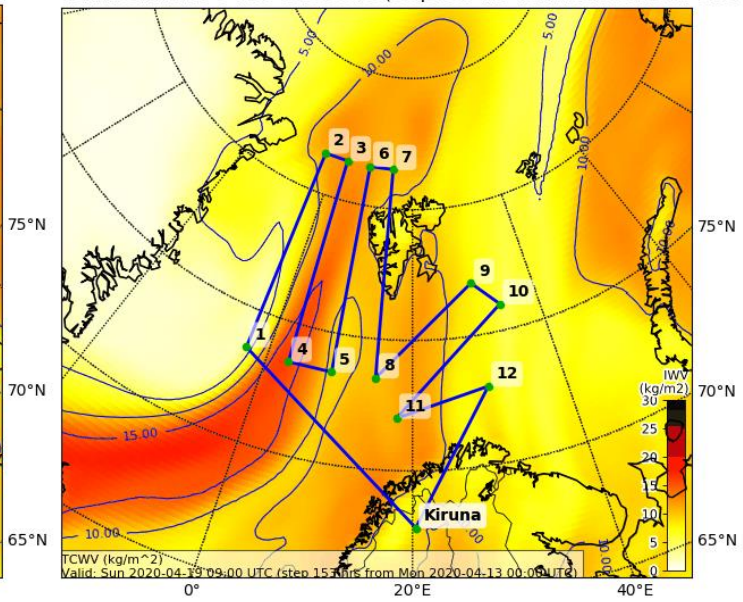 5.00
5.00
10.00
10.00
2 3 6 7
75°N
75°N
9
10
1
4
5
8
12
11
70°N
70°N
IWV
(kg/m2)
30
25
20
15
10
5
0
15.00
10.00
Kiruna
65°N
65°N
TCWV (kg/m^2)
Valid: Sun 2020-04-19 09:00 UTC (step 153 hrs from Mon 2020-04-13 00:00 UTC)
0°
20°E
40°E